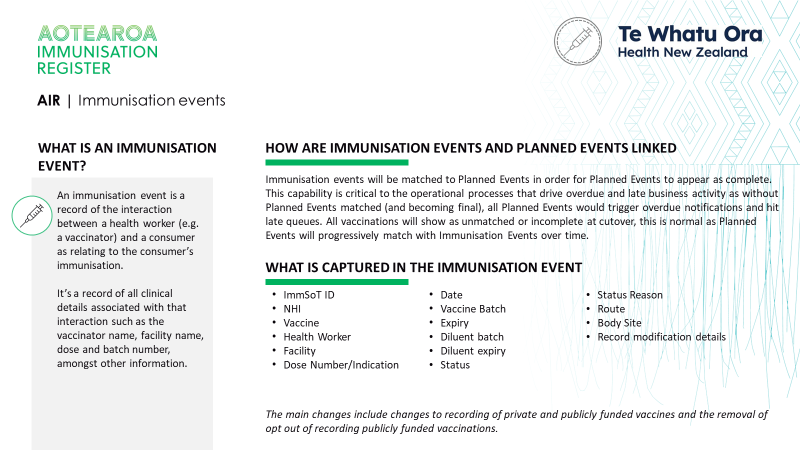 AOTEAROA
IMMUNISATION
REGISTER
Te Whatu Ora
Health New Zealand
AIR | Immunisation events
WHAT IS AN IMMUNISATION
EVENT?
An immunisation event is a
record of the interaction
between a health worker (e.g.
a vaccinator) and a consumer
as relating to the consumer's
immunisation.
It's a record of all clinical
details associated with that
interaction such as the
vaccinator name, facility name,
dose and batch number,
amongst other information.
HOW ARE IMMUNISATION EVENTS AND PLANNED EVENTS LINKED
Immunisation events will be matched to Planned Events in order for Planned Events to appear as complete.
This capability is critical to the operational processes that drive overdue and late business activity as without
Planned Events matched (and becoming final), all Planned Events would trigger overdue notifications and hit
late queues. All vaccinations will show as unmatched or incomplete at cutover, this is normal as Planned
Events will progressively match with Immunisation Events over time.
WHAT IS CAPTURED IN THE IMMUNISATION EVENT
• ImmSoT ID
• NHI
• Vaccine
• Health Worker
• Facility
• Dose Number/Indication
• Date
• Vaccine Batch
• Expiry
• Diluent batch
• Diluent expiry
• Status
• Status Reason
• Route
• Body Site
• Record modification details
The main changes include changes to recording of private and publicly funded vaccines and the removal of
opt out of recording publicly funded vaccinations.